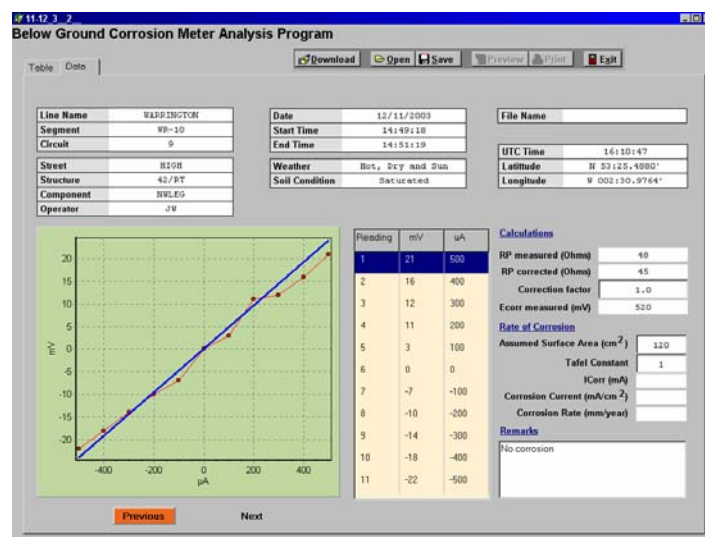 11-12_3__2__
Below Ground Corrosion Meter Analysis Program
Download Open Save Preview Print Exit
Table Data
Line Name WARRINGTON
Segment WR-10
Circuit 9
Street HIGH
Structure 42/RT
Component NWLEG
Operator JW
Date 12/11/2003
Start Time 14:49:18
End Time 14:51:19
Weather Hot, Dry and Sun
Soil Condition Saturated
File Name
UTC Time 16:10:47
Latittude N 53:25.4880'
Longitude W 002:30.9764'
mV
20
15
10
5
0
-5
-10
-15
-20
-400 -200 0 200 400
µA
Reading mV uA
1 21 500
2 16 400
3 12 300
4 11 200
5 3 100
6 0 0
7 -7 -100
8 -10 -200
9 -14 -300
10 -18 -400
11 -22 -500
Calculations
RP measured (Ohms) 48
RP corrected (Ohms) 45
Correction factor 1.0
Ecorr measured (mV) 520
Rate of Corrosion
Assumed Surface Area (cm2) 120
Tafel Constant 1
ICorr (mA)
Corrosion Current (mA/cm 2)
Corrosion Rate (mm/year)
Remarks
No corrosion
Previous Next